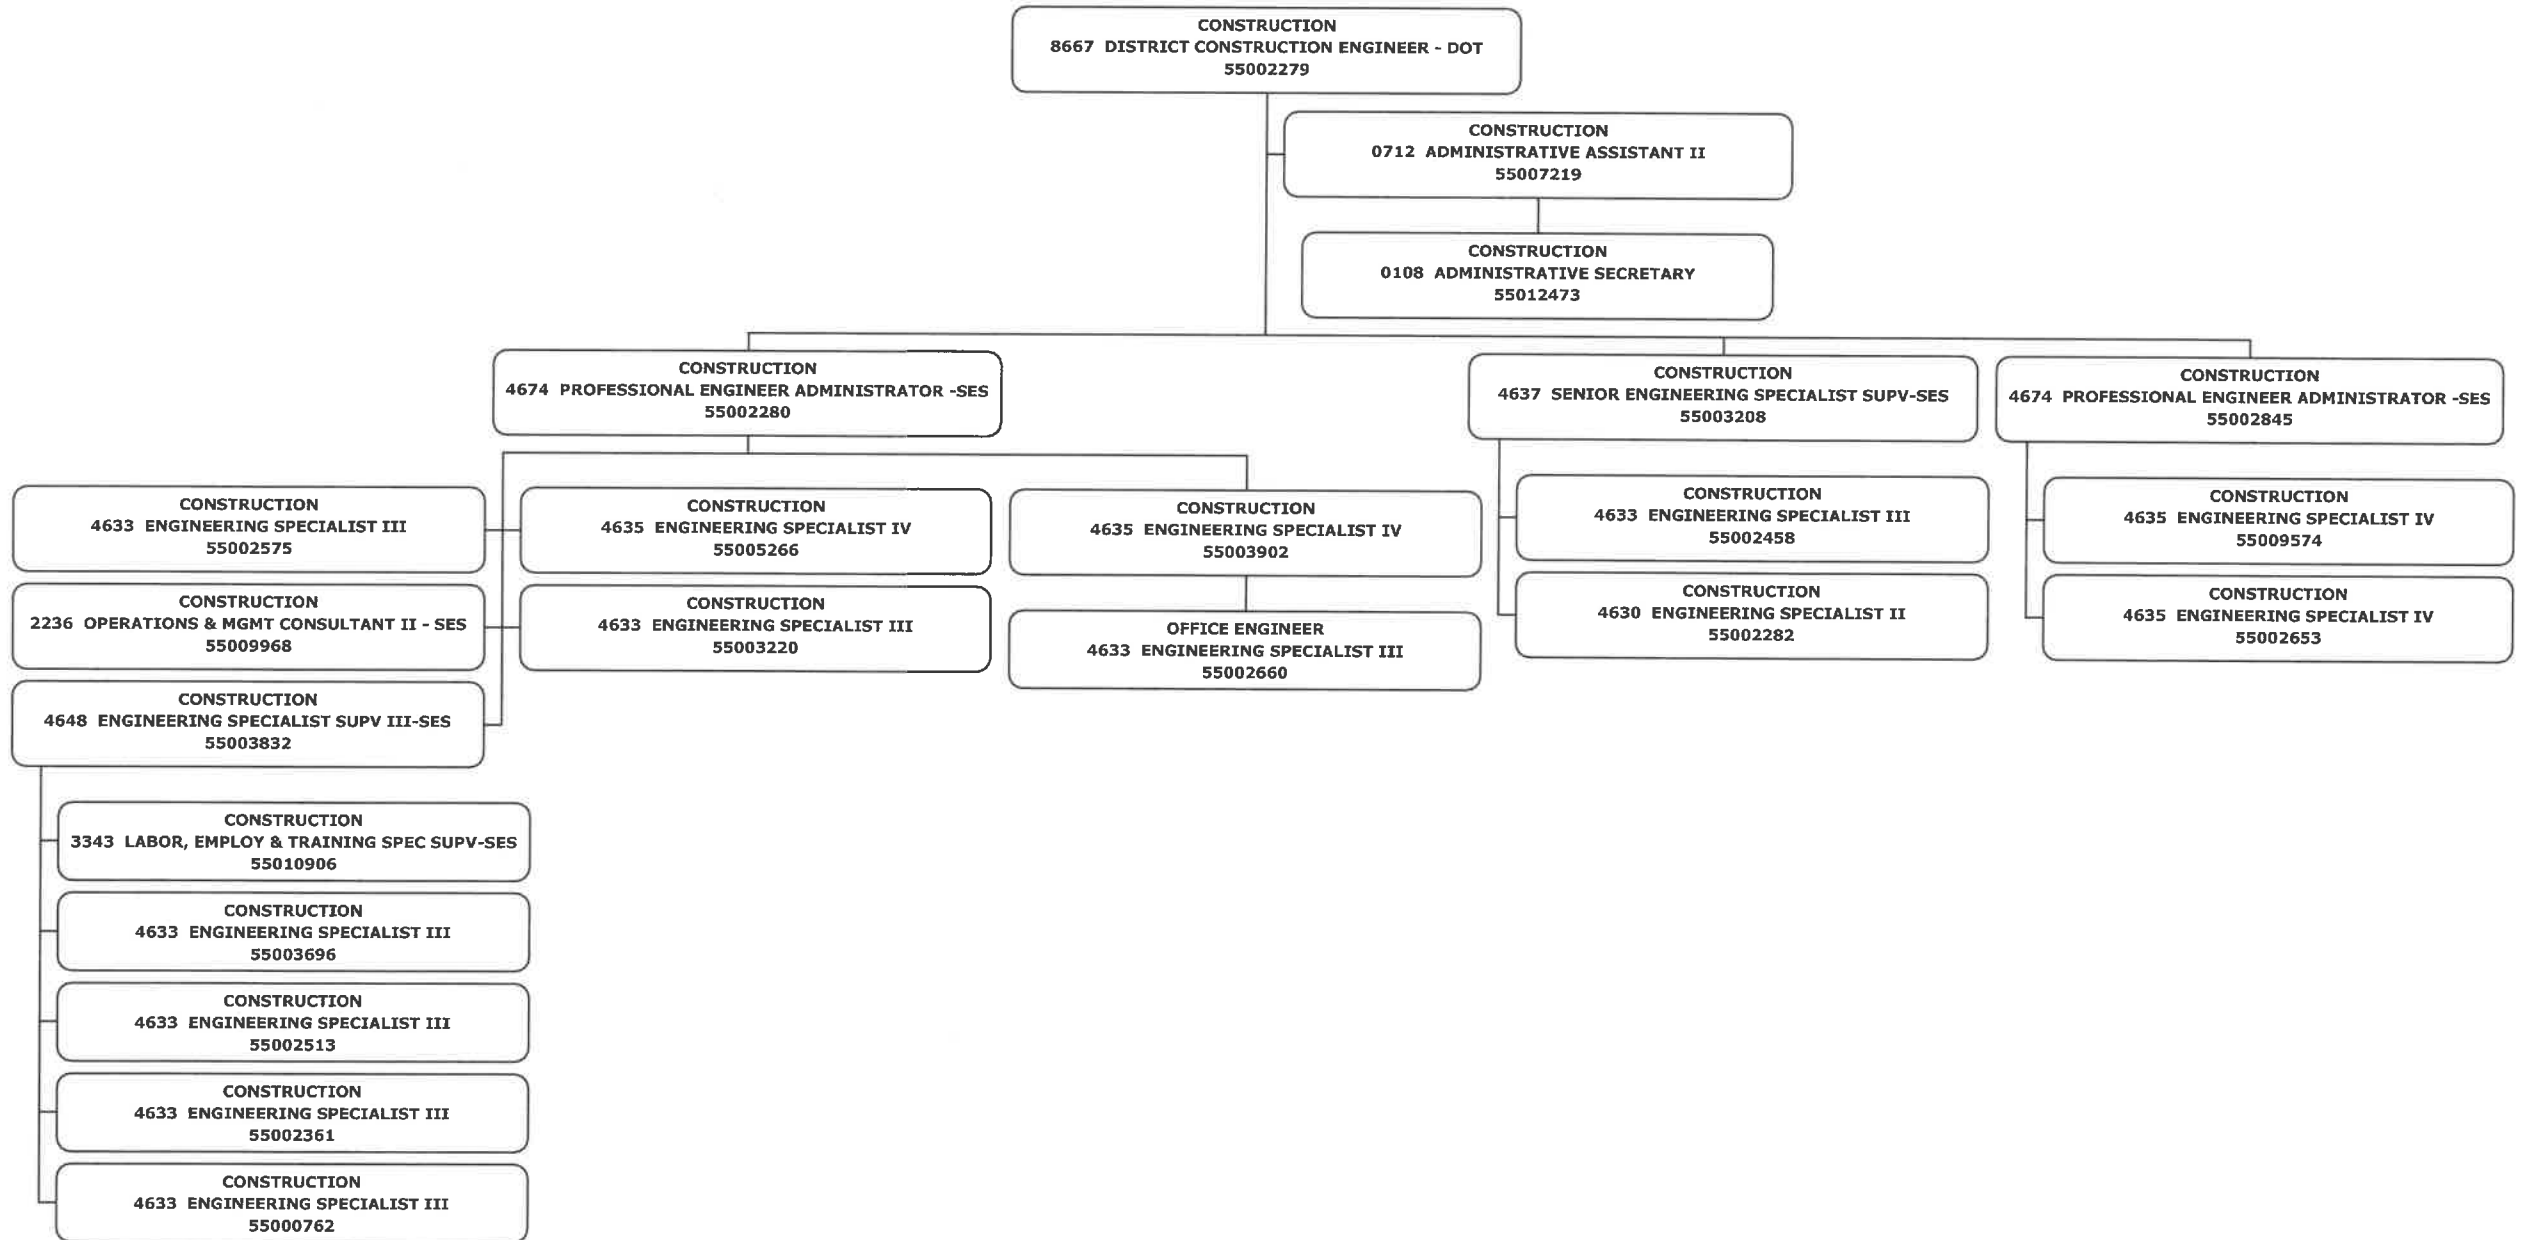 CONSTRUCTION
8667 DISTRICT CONSTRUCTION ENGINEER - DOT
55002279
CONSTRUCTION
0712 ADMINISTRATIVE ASSISTANT II
55007219
CONSTRUCTION
0108 ADMINISTRATIVE SECRETARY
55012473
CONSTRUCTION
4674 PROFESSIONAL ENGINEER ADMINISTRATOR -SES
55002280
CONSTRUCTION
4637 SENIOR ENGINEERING SPECIALIST SUPV-SES
55003208
CONSTRUCTION
4674 PROFESSIONAL ENGINEER ADMINISTRATOR -SES
55002845
CONSTRUCTION
4633 ENGINEERING SPECIALIST III
55002575
CONSTRUCTION
4635 ENGINEERING SPECIALIST IV
55005266
CONSTRUCTION
4635 ENGINEERING SPECIALIST IV
55003902
CONSTRUCTION
4633 ENGINEERING SPECIALIST III
55002458
CONSTRUCTION
4635 ENGINEERING SPECIALIST IV
55009574
CONSTRUCTION
2236 OPERATIONS & MGMT CONSULTANT II - SES
55009968
CONSTRUCTION
4633 ENGINEERING SPECIALIST III
55003220
OFFICE ENGINEER
4633 ENGINEERING SPECIALIST III
55002660
CONSTRUCTION
4630 ENGINEERING SPECIALIST II
55002282
CONSTRUCTION
4635 ENGINEERING SPECIALIST IV
55002653
CONSTRUCTION
4648 ENGINEERING SPECIALIST SUPV III-SES
55003832
CONSTRUCTION
3343 LABOR, EMPLOY & TRAINING SPEC SUPV-SES
55010906
CONSTRUCTION
4633 ENGINEERING SPECIALIST III
55003696
CONSTRUCTION
4633 ENGINEERING SPECIALIST III
55002513
CONSTRUCTION
4633 ENGINEERING SPECIALIST III
55002361
CONSTRUCTION
4633 ENGINEERING SPECIALIST III
55000762